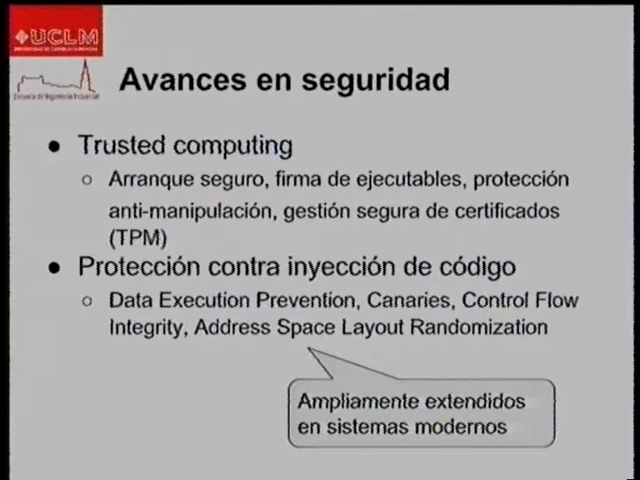 UCLM
Avances en seguridad
● Trusted computing
○ Arranque seguro, firma de ejecutables, protección
anti-manipulación, gestión segura de certificados
(TPM)
● Protección contra inyección de código
○ Data Execution Prevention, Canaries, Control Flow
Integrity, Address Space Layout Randomization
Ampliamente extendidos
en sistemas modernos